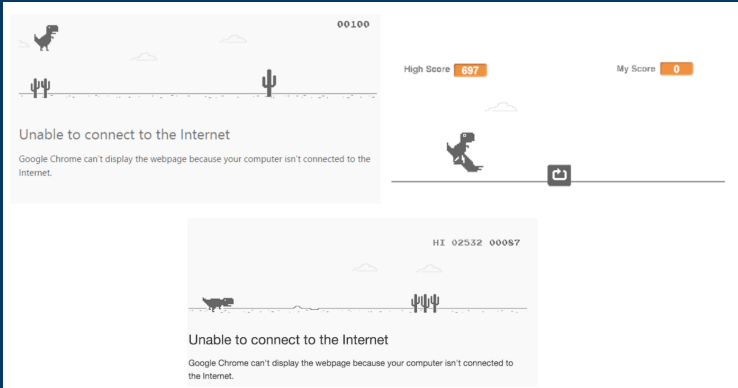 00100
Unable to connect to the Internet
Google Chrome can't display the webpage because your computer isn't connected to the
Internet.
High Score 697
My Score 0
HI 02532 00087
Unable to connect to the Internet
Google Chrome can't display the webpage because your computer isn't connected to
the Internet.